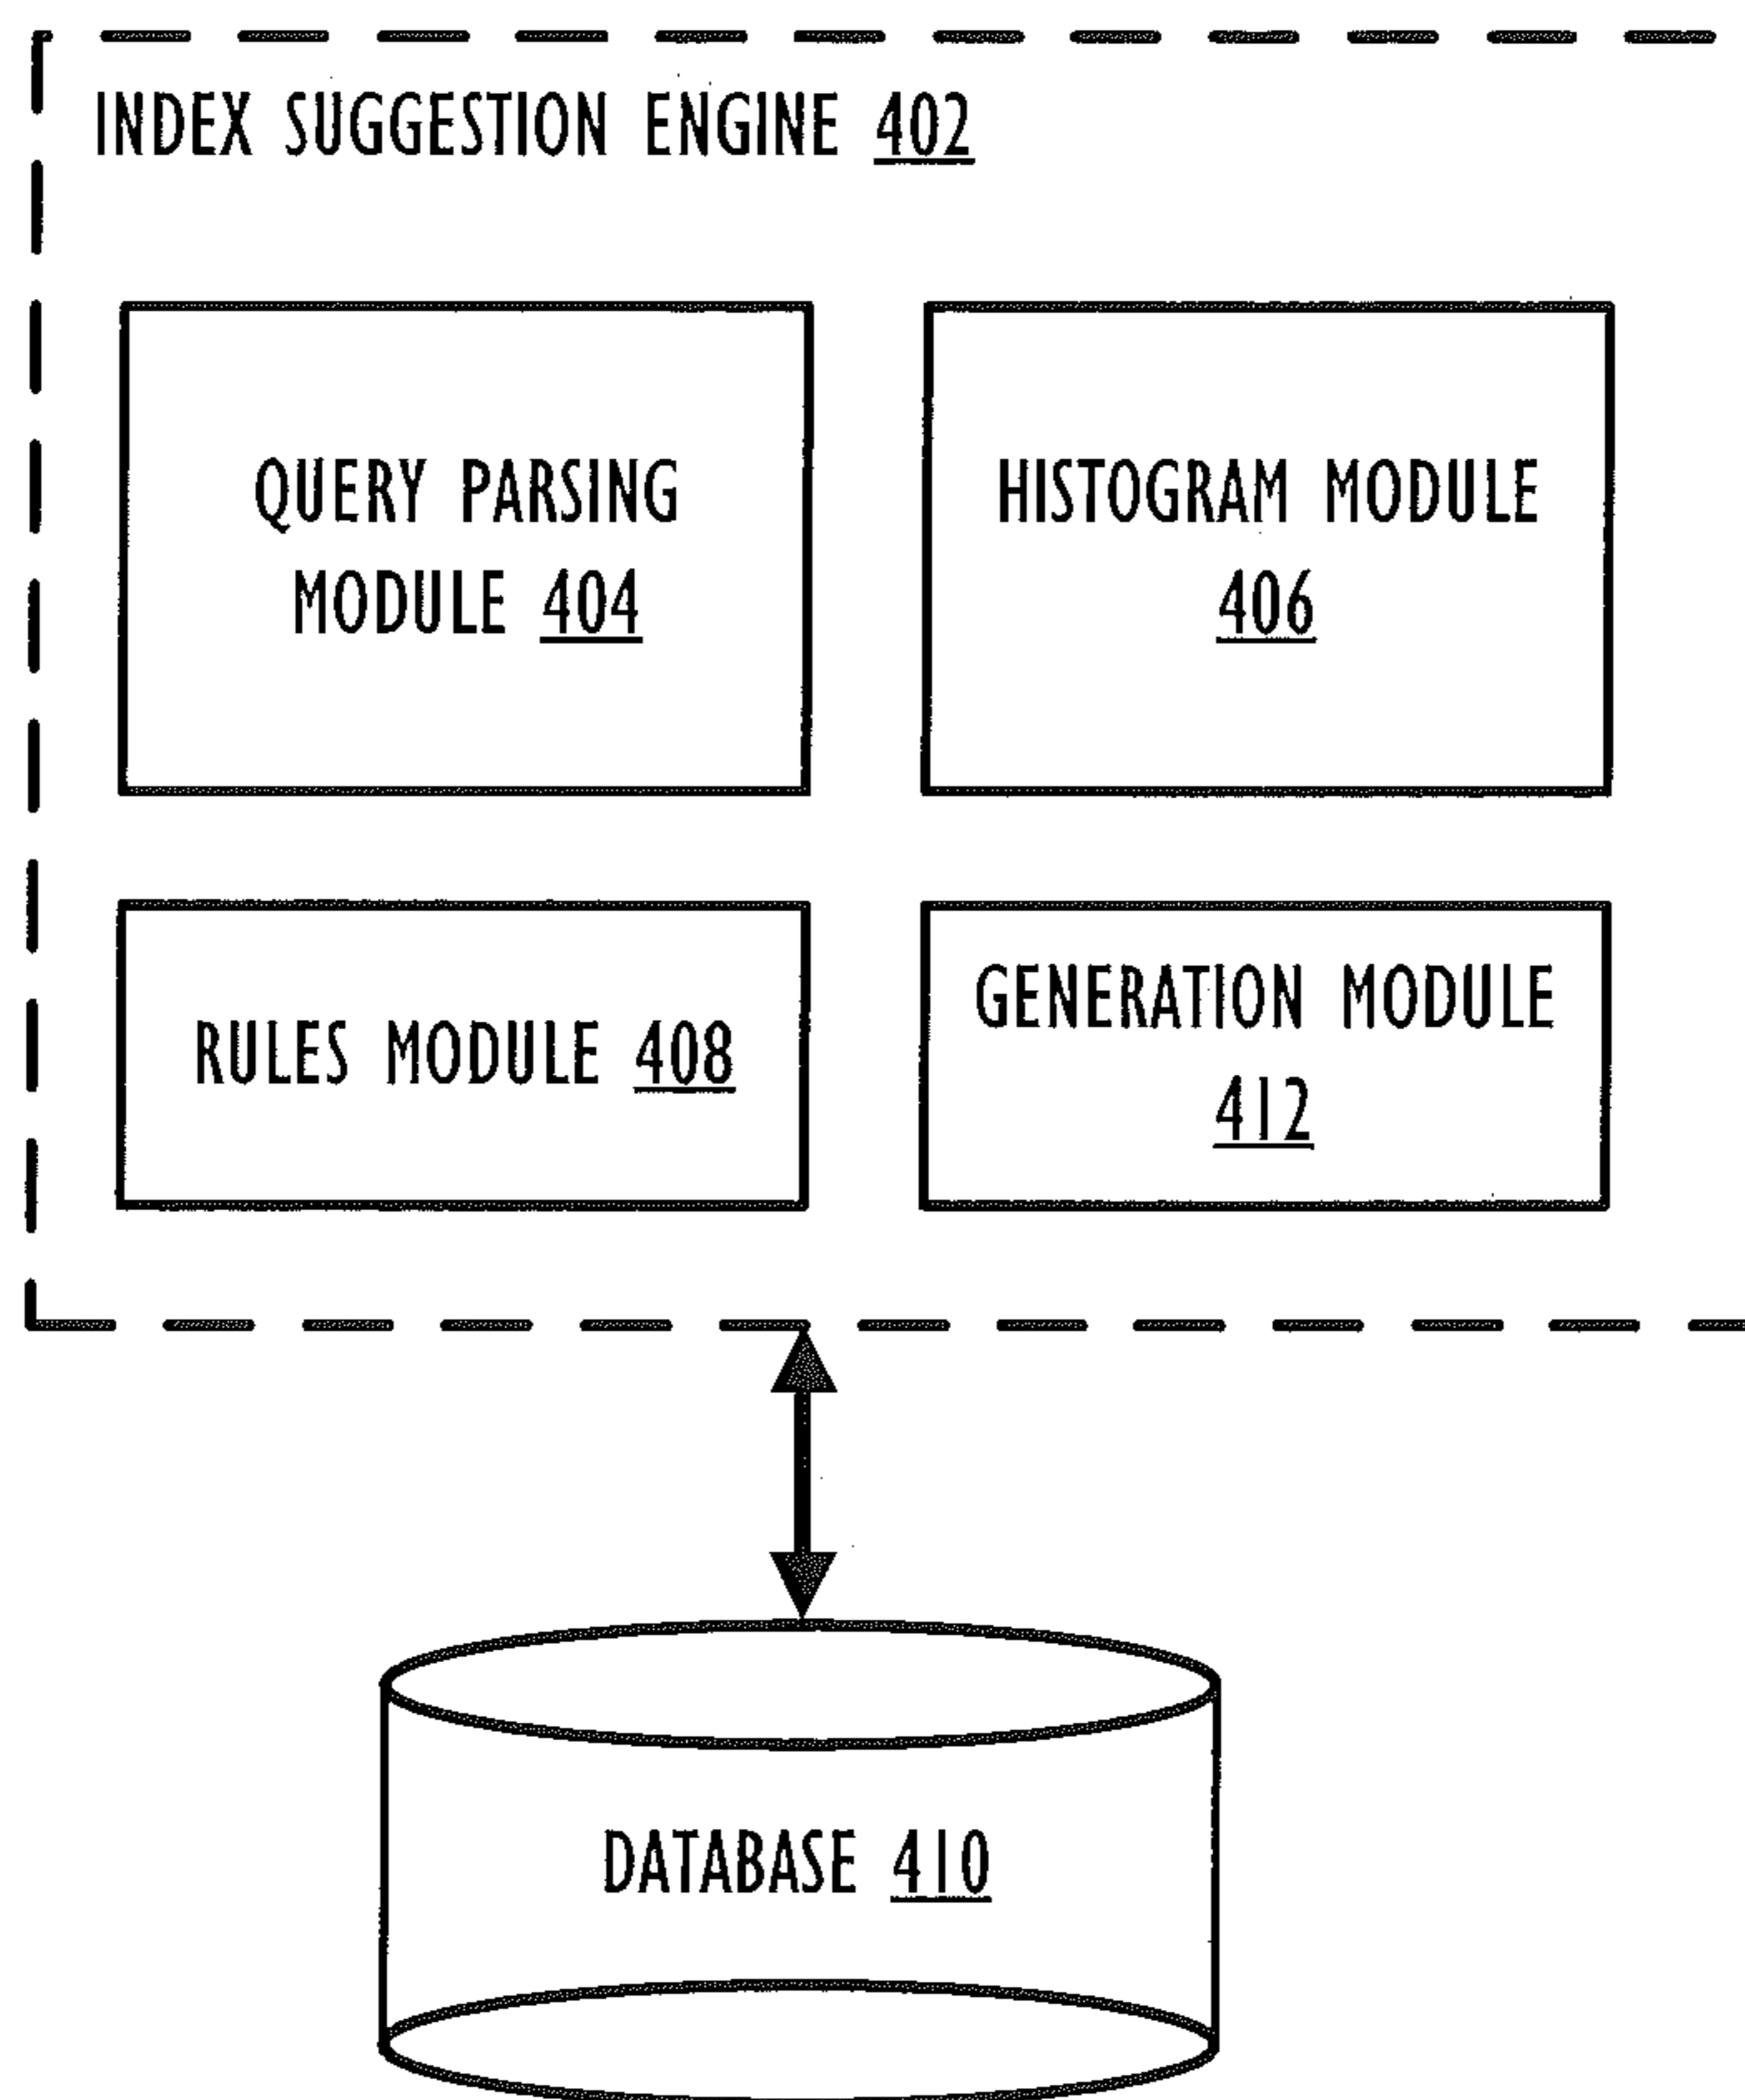 INDEX SUGGESTION ENGINE 402
QUERY PARSING
MODULE 404
HISTOGRAM MODULE
406
RULES MODULE 408
GENERATION MODULE
412
DATABASE 410